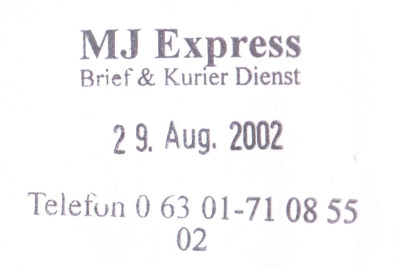 MJ Express
Brief & Kurier Dienst
29. Aug. 2002
Telefon 0 63 01-71 08 55
02